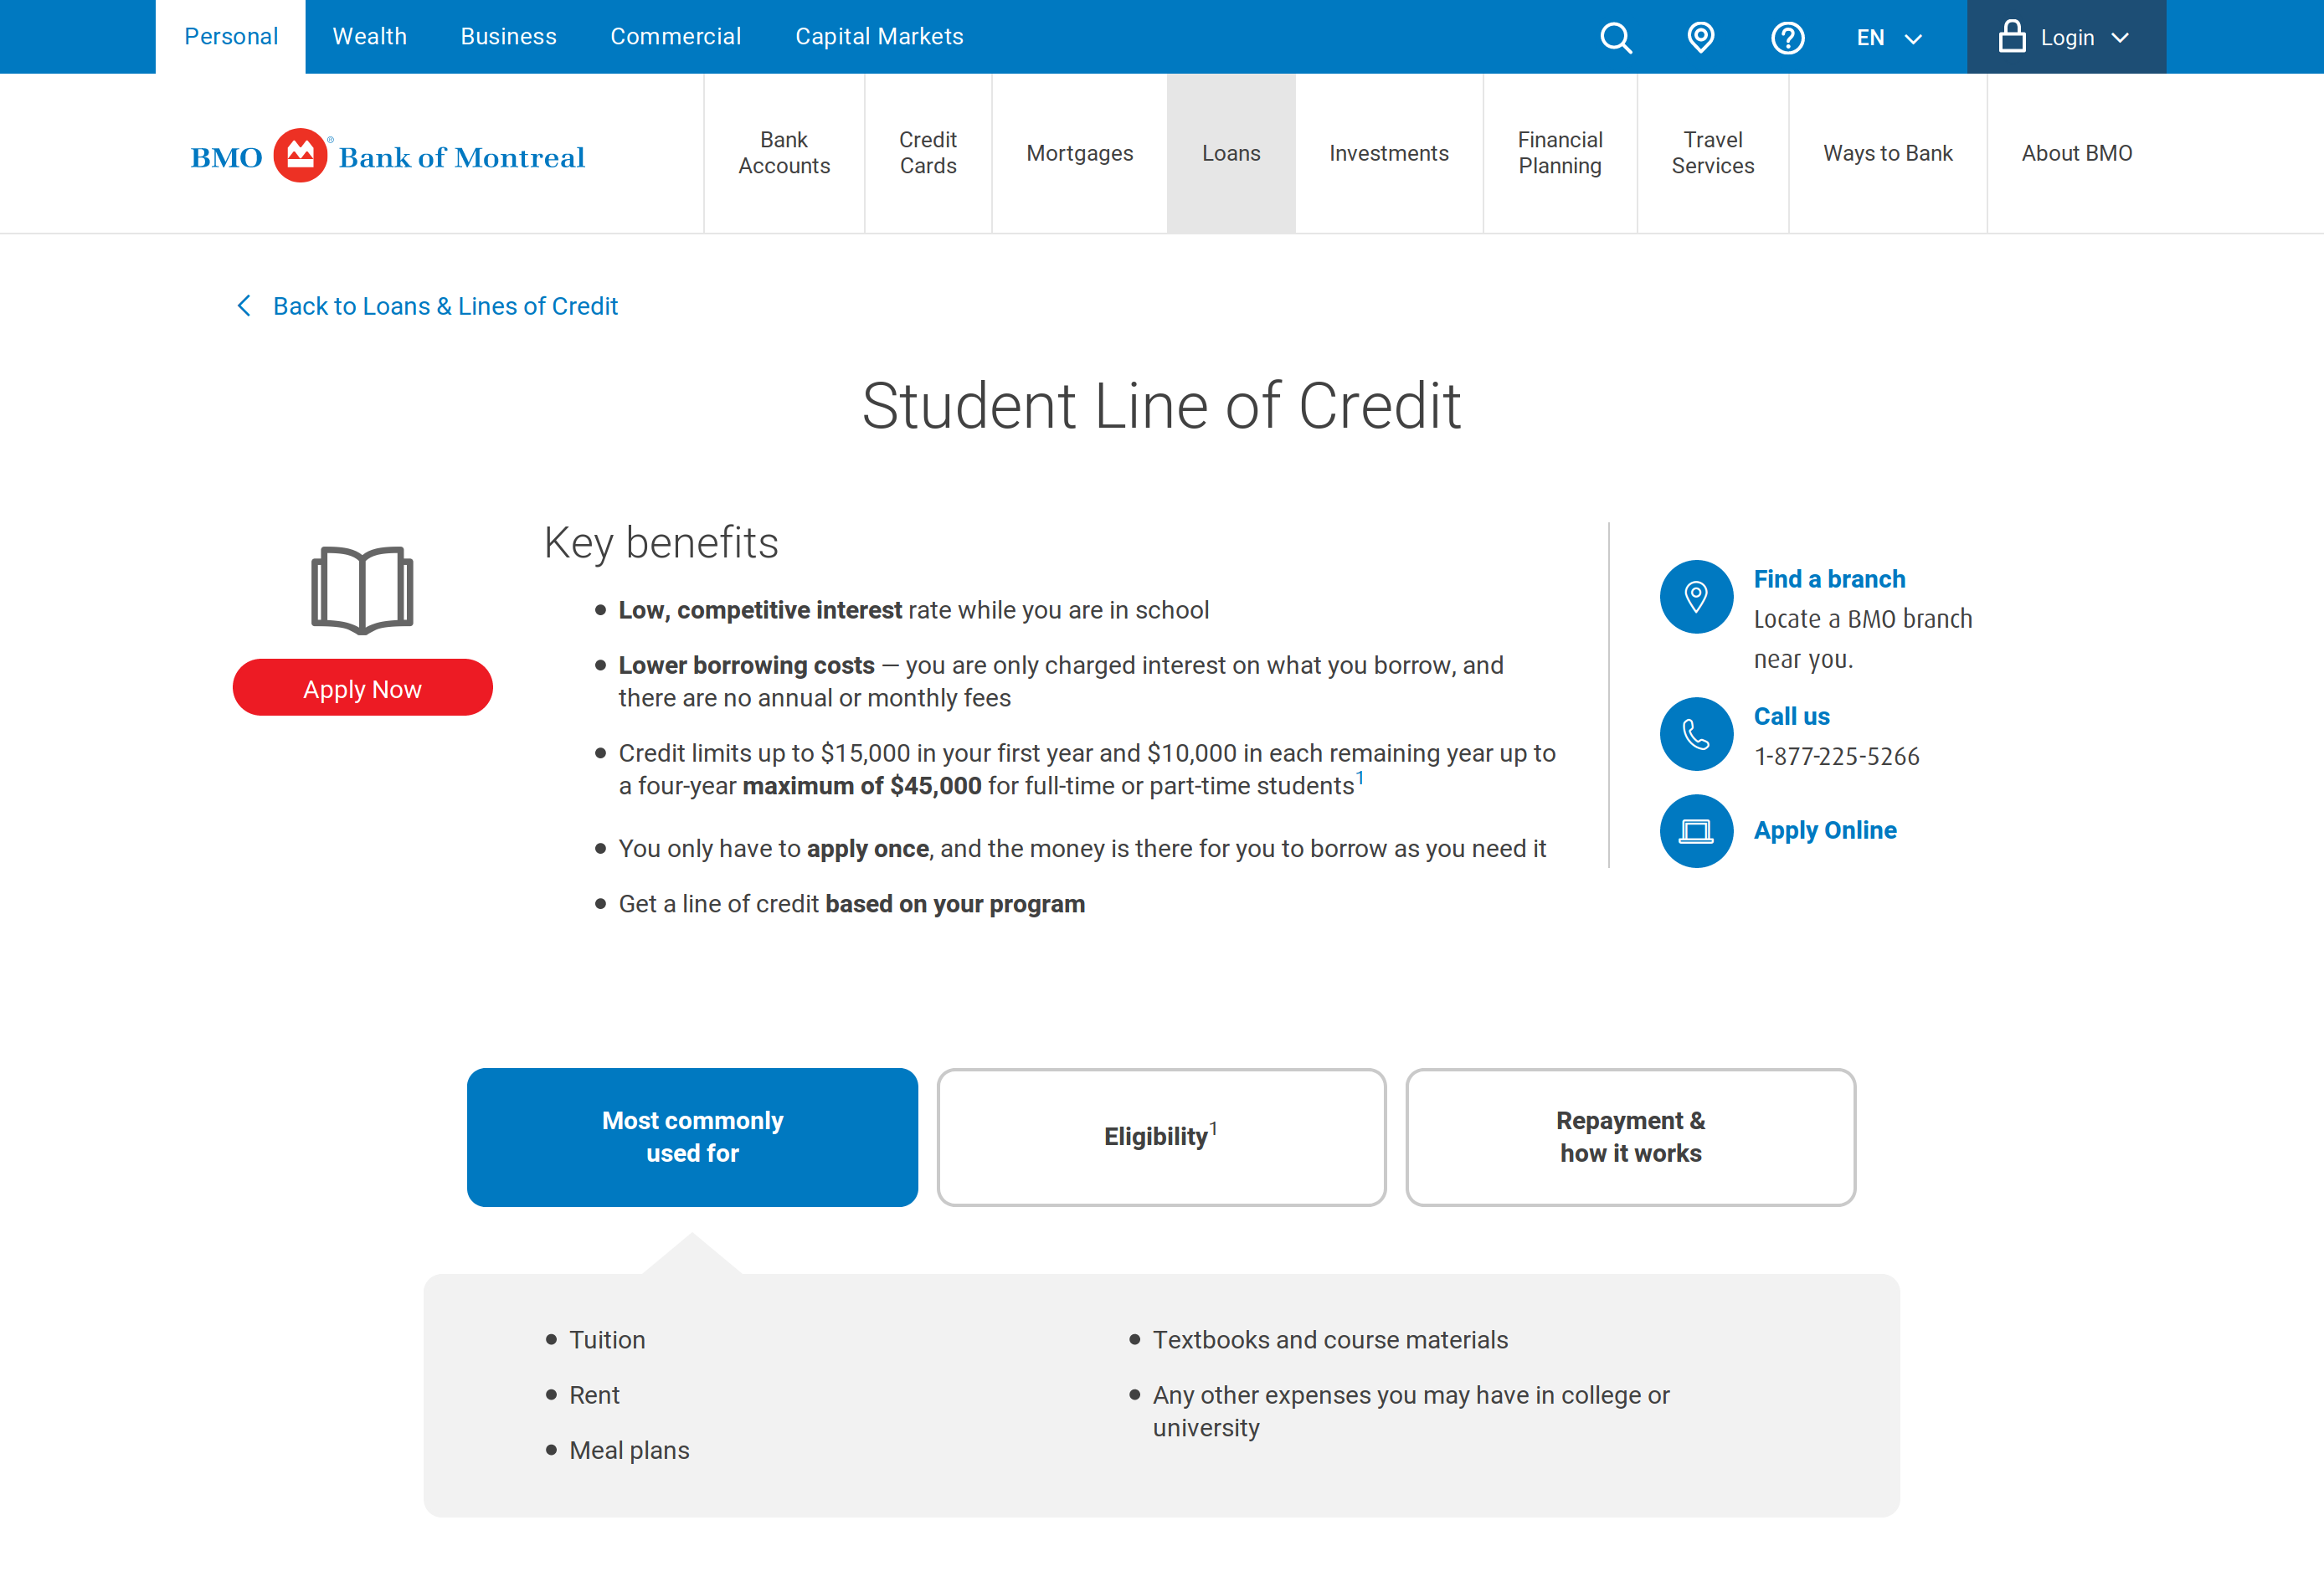 Personal
Wealth
Business
Commercial
Capital Markets
EN
Login
BMO Bank of Montreal®
Bank
Accounts
Credit
Cards
Mortgages
Loans
Investments
Financial
Planning
Travel
Services
Ways to Bank
About BMO
Back to Loans & Lines of Credit
Student Line of Credit
Apply Now
Key benefits
Low, competitive interest rate while you are in school
Lower borrowing costs — you are only charged interest on what you borrow, and
there are no annual or monthly fees
Credit limits up to $15,000 in your first year and $10,000 in each remaining year up to
a four-year maximum of $45,000 for full-time or part-time students1
You only have to apply once, and the money is there for you to borrow as you need it
Get a line of credit based on your program
Find a branch
Locate a BMO branch
near you.
Call us
1-877-225-5266
Apply Online
Most commonly
used for
Eligibility1
Repayment &
how it works
Tuition
Rent
Meal plans
Textbooks and course materials
Any other expenses you may have in college or
university